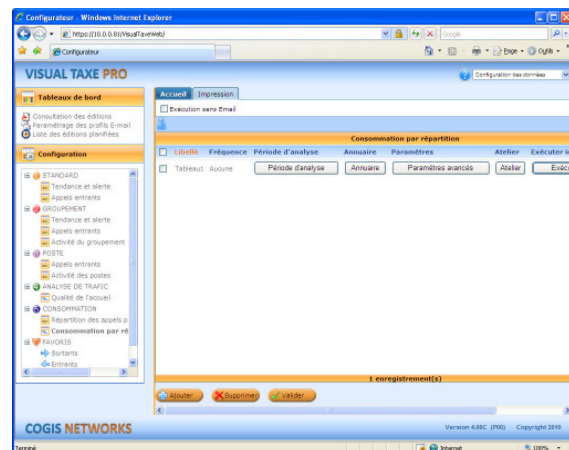 Configurateur - Windows Internet Explorer
https://10.0.0.81/VisualTaxeWeb/
Google
Configurateur
Page
Outils
VISUAL TAXE PRO
Configuration des données
Tableaux de bord
Consultation des éditions
Paramétrage des profils E-mail
Liste des éditions planifiées
Configuration
STANDARD
Tendance et alerte
Appels entrants
GROUPEMENT
Tendance et alerte
Appels entrants
Activité du groupement
POSTE
Appels entrants
Activité des postes
ANALYSE DE TRAFIC
Qualité de l'accueil
CONSOMMATION
Répartition des appels p
Consommation par ré
FAVORIS
Sortants
Entrants
Accueil Impression
Exécution sans Email
Consommation par répartition
Libellé Fréquence Période d'analyse Annuaire Paramètres Atelier Exécuter
Tableau1 Aucune Période d'analyse Annuaire Paramètres avancés Atelier Exéc
1 enregistrement(s)
Ajouter Supprimer Valider
COGIS NETWORKS
Version 4.00C (P00) Copyright 2010
Terminé
Internet
100%